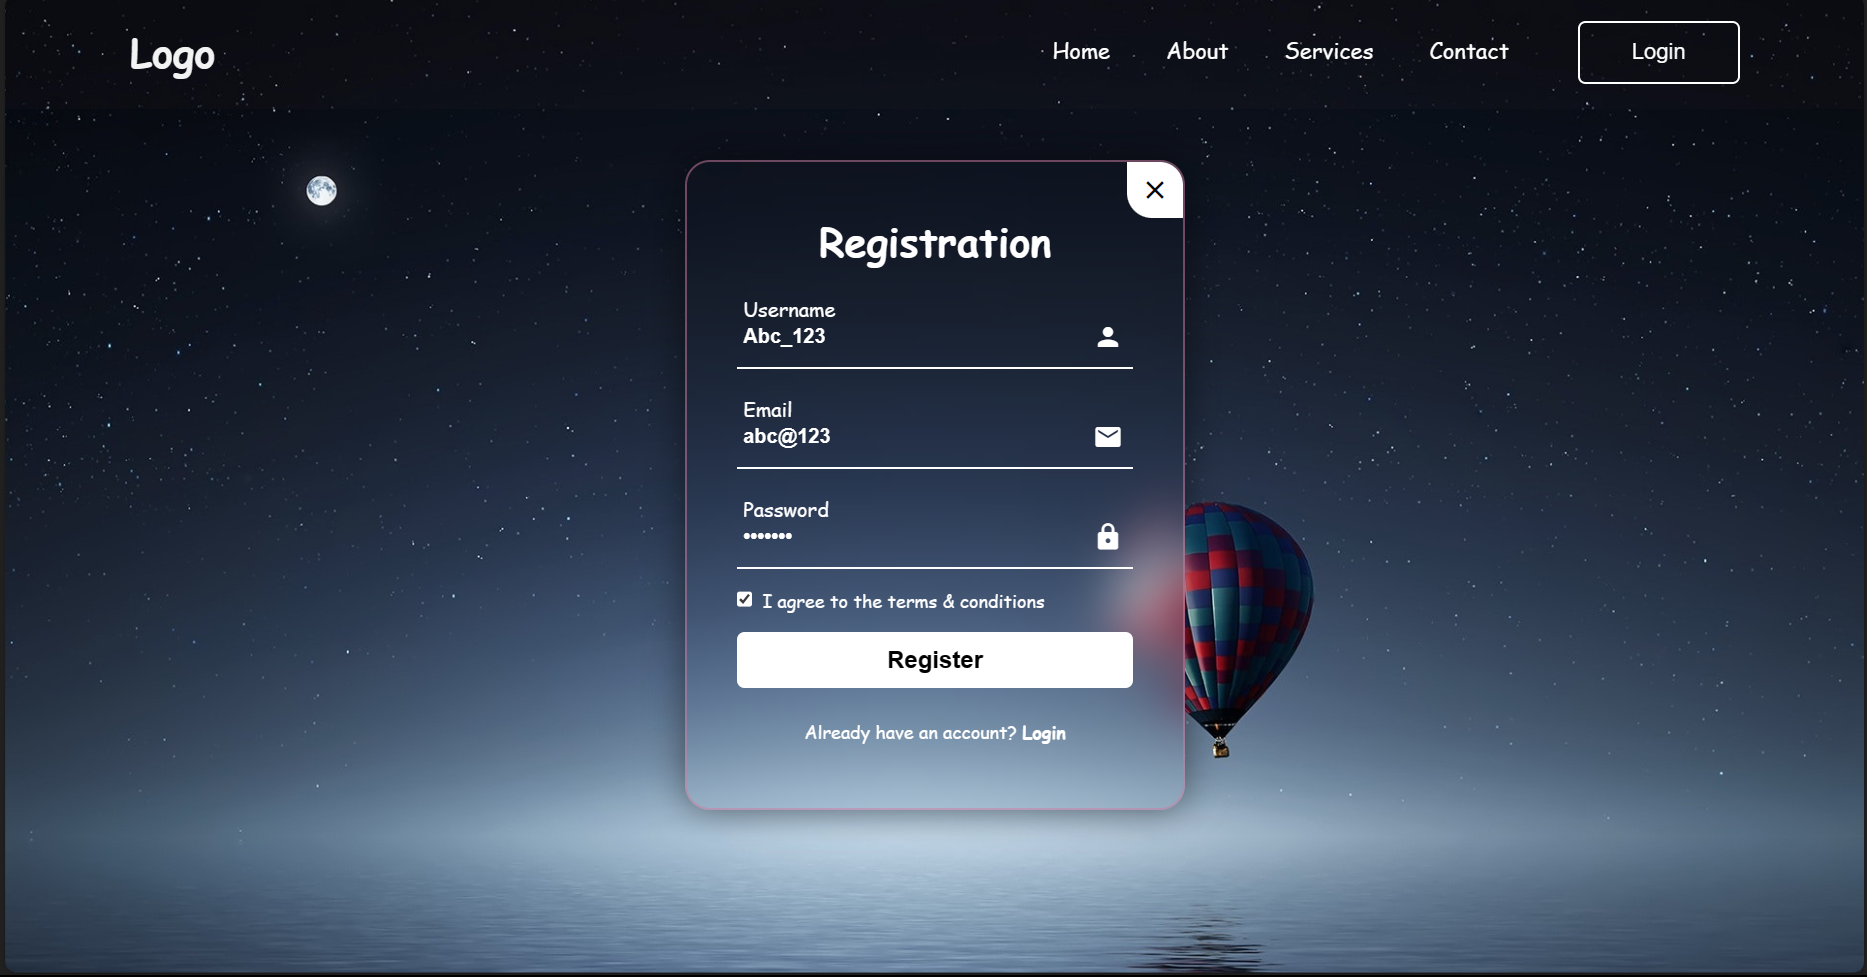 Logo
Home About Services Contact Login
Registration
Username
Abc_123
Email
abc@123
Password
•••••••
I agree to the terms & conditions
Register
Already have an account? Login